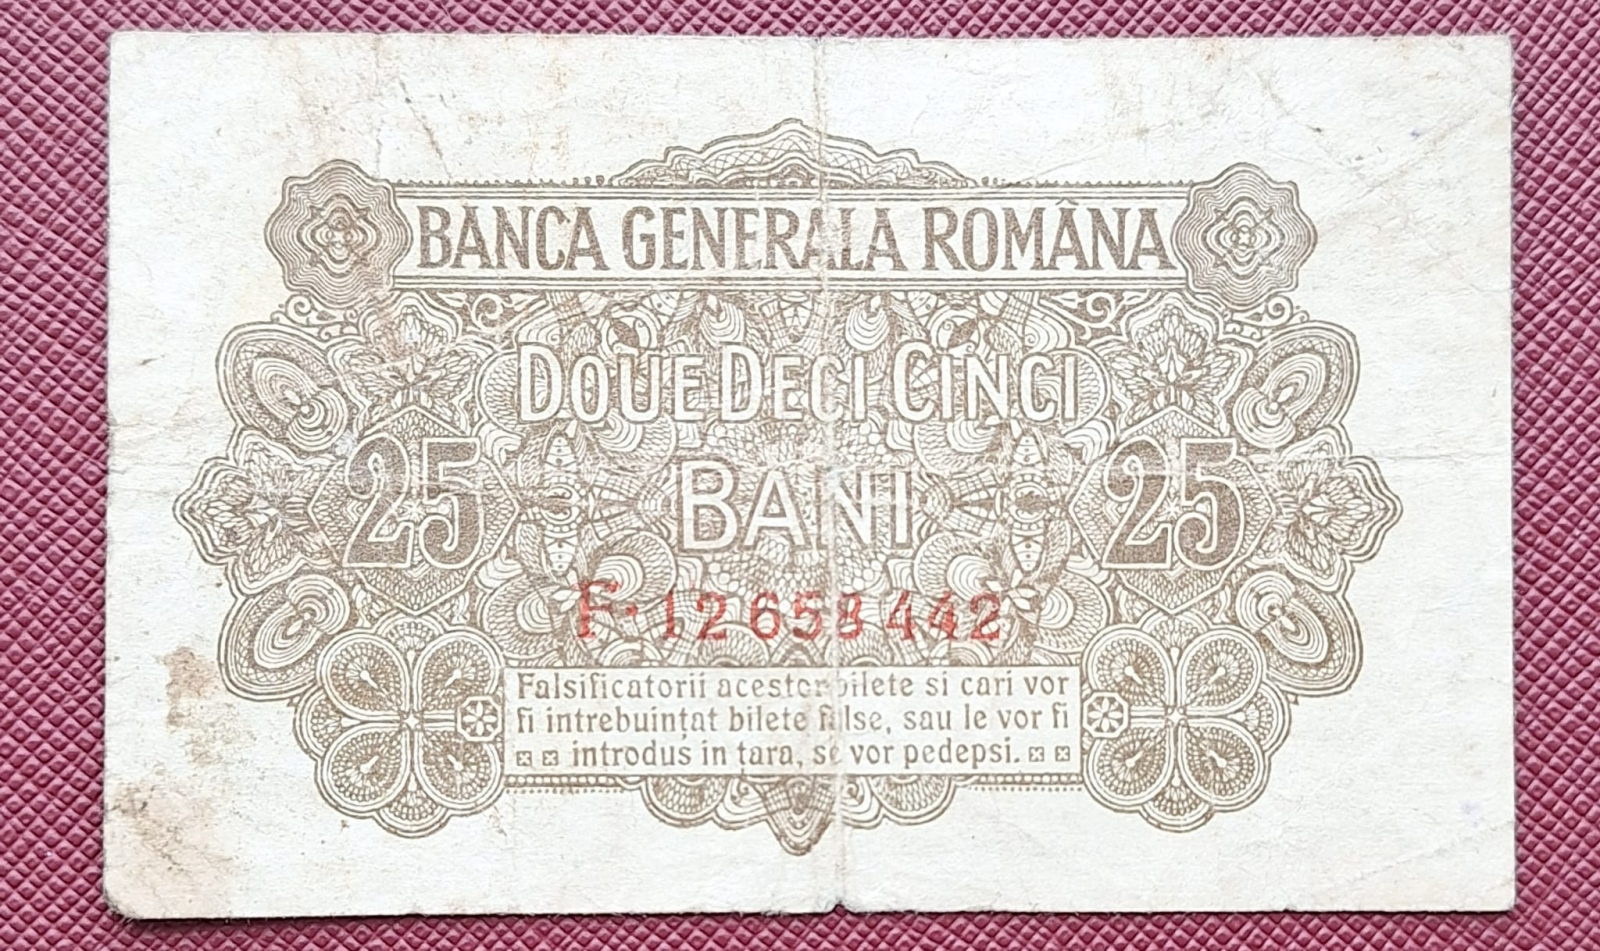 BANCA GENERALA ROMÂNA
DOUE DECI CINCI
25 BANI 25
F·12658442
Falsificatorii acestor bilete si cari vor
fi intrebuințat bilete false, sau le vor fi
introdus in țara, se vor pedepsi.